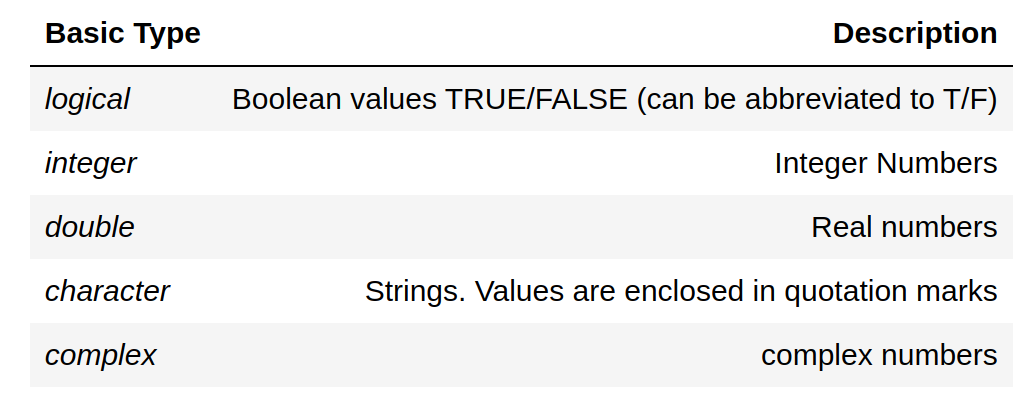 Basic Type Description
logical Boolean values TRUE/FALSE (can be abbreviated to T/F)
integer Integer Numbers
double Real numbers
character Strings. Values are enclosed in quotation marks
complex complex numbers